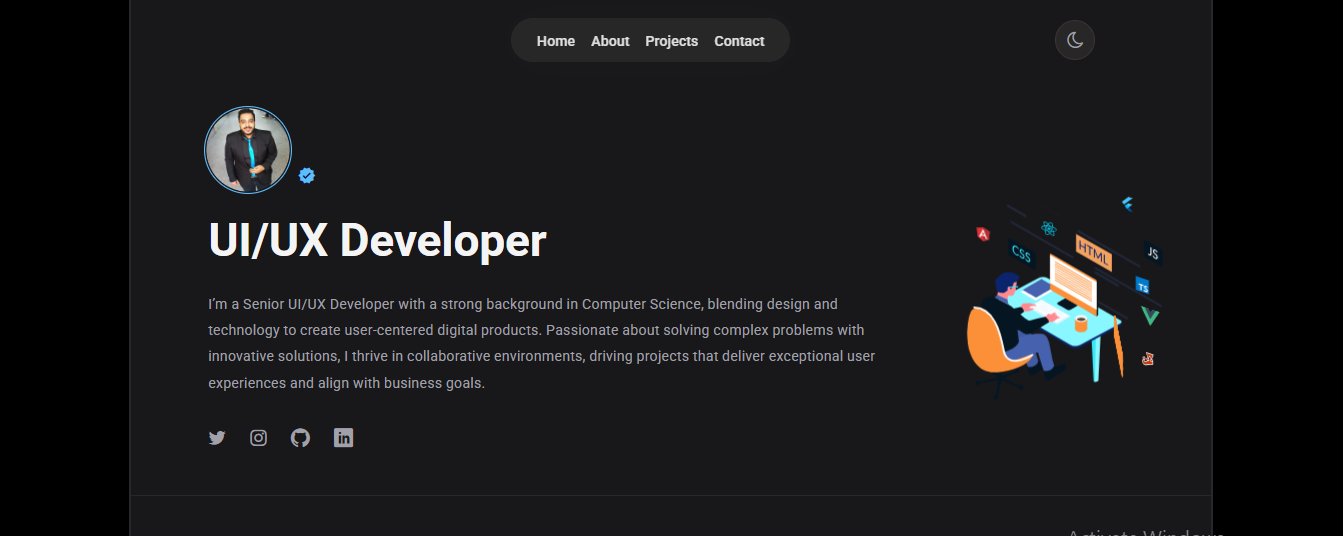 Home About Projects Contact
UI/UX Developer
I'm a Senior UI/UX Developer with a strong background in Computer Science, blending design and
technology to create user-centered digital products. Passionate about solving complex problems with
innovative solutions, I thrive in collaborative environments, driving projects that deliver exceptional user
experiences and align with business goals.
in
A
CSS
HTML
JS
TS
Activate Windows